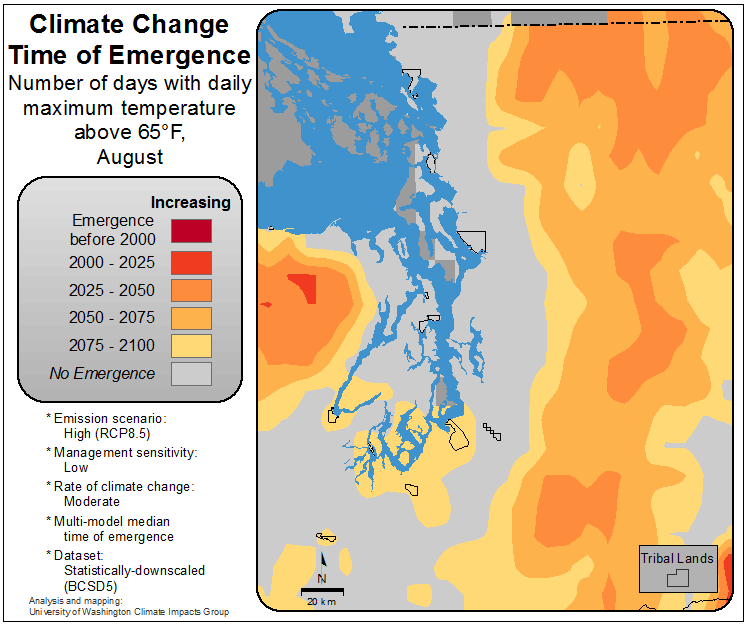 Climate Change
Time of Emergence
Number of days with daily
maximum temperature
above 65°F,
August
Increasing
Emergence
before 2000
2000 - 2025
2025 - 2050
2050 - 2075
2075 - 2100
No Emergence
* Emission scenario:
High (RCP8.5)
* Management sensitivity:
Low
* Rate of climate change:
Moderate
* Multi-model median
time of emergence
* Dataset:
Statistically-downscaled
(BCSD5)
Analysis and mapping:
University of Washington Climate Impacts Group
N
20 km
Tribal Lands